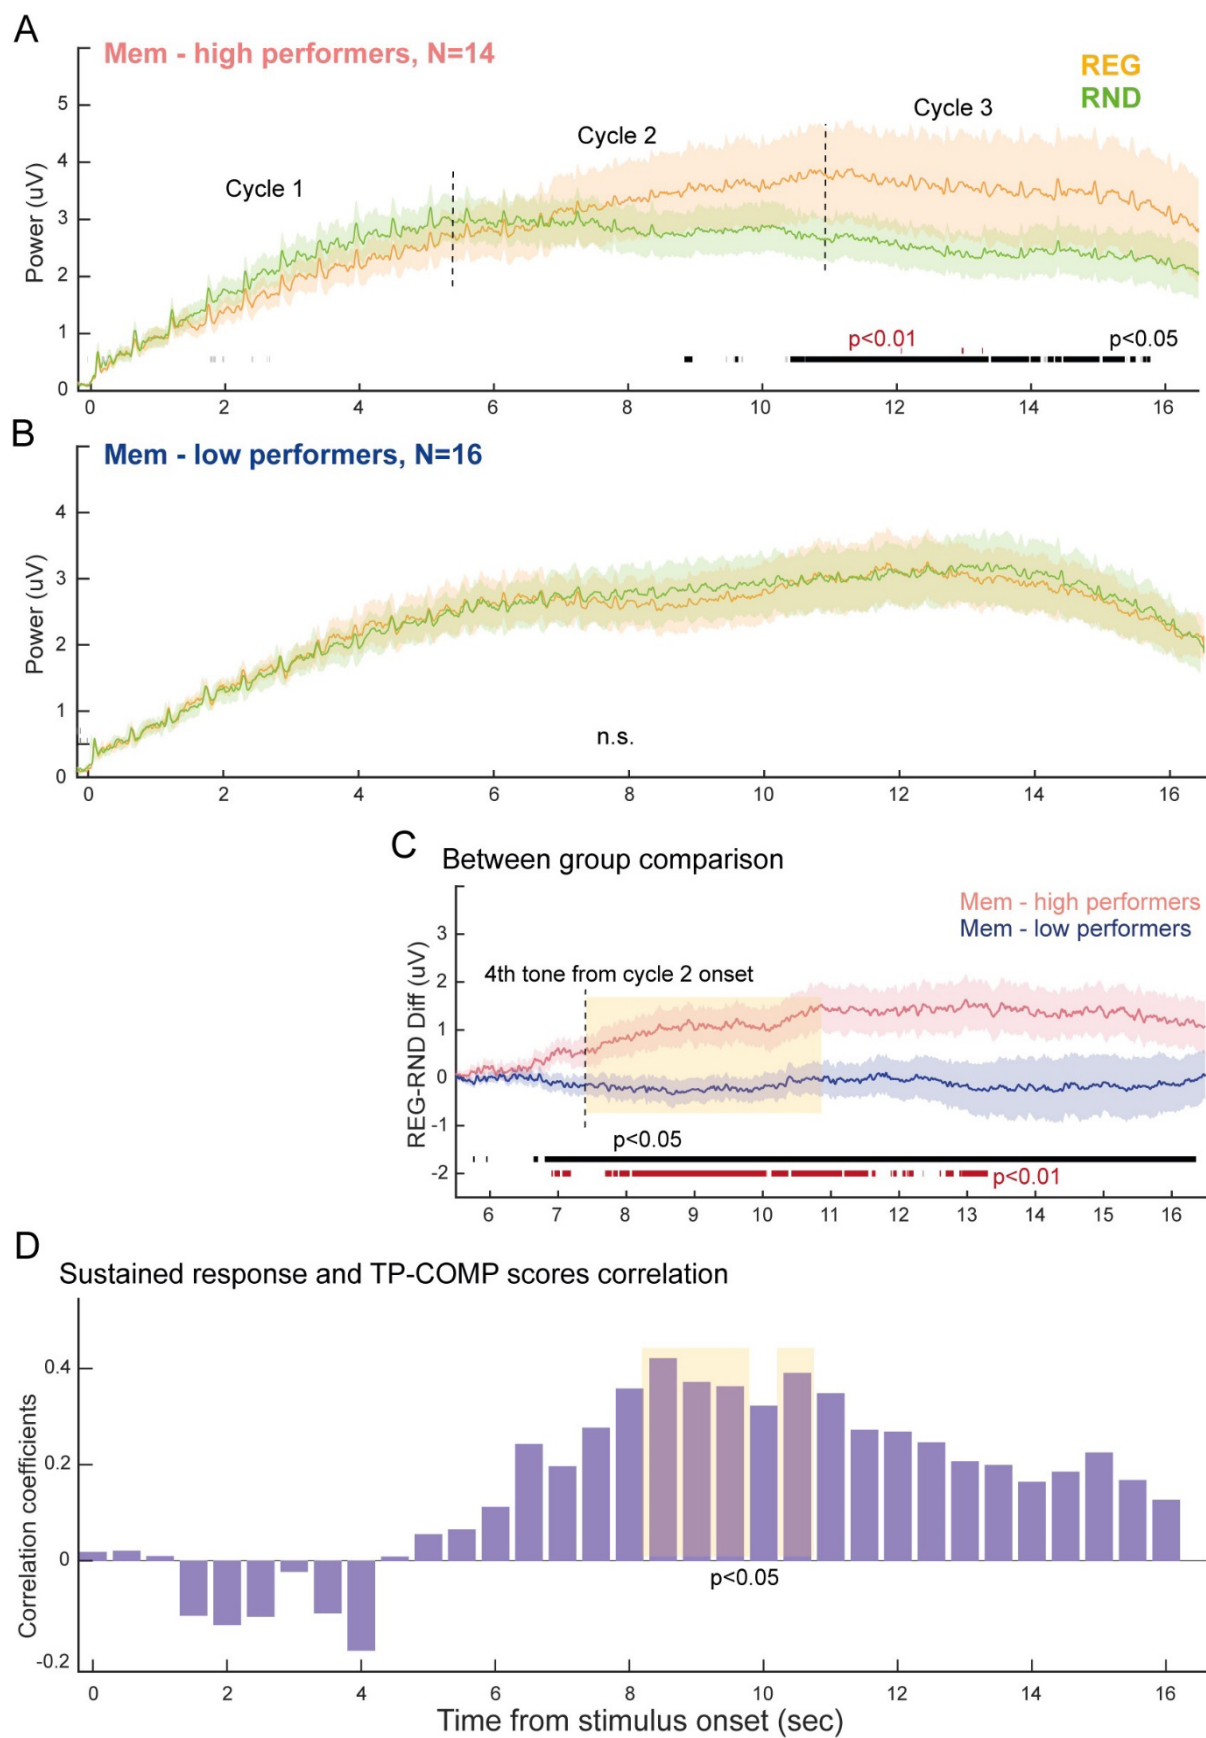 A
Mem - high performers, N=14
REG
RND
Cycle 1
Cycle 2
Cycle 3
Power (uV)
5
4
3
2
1
0
p<0.01
p<0.05
0 2 4 6 8 10 12 14 16
B
Mem - low performers, N=16
Power (uV)
4
3
2
1
0
n.s.
0 2 4 6 8 10 12 14 16
C
Between group comparison
Mem - high performers
Mem - low performers
4th tone from cycle 2 onset
REG-RND Diff (uV)
3
2
1
0
-1
-2
p<0.05
p<0.01
6 7 8 9 10 11 12 13 14 15 16
D
Sustained response and TP-COMP scores correlation
Correlation coefficients
0.4
0.2
0
-0.2
p<0.05
0 2 4 6 8 10 12 14 16
Time from stimulus onset (sec)